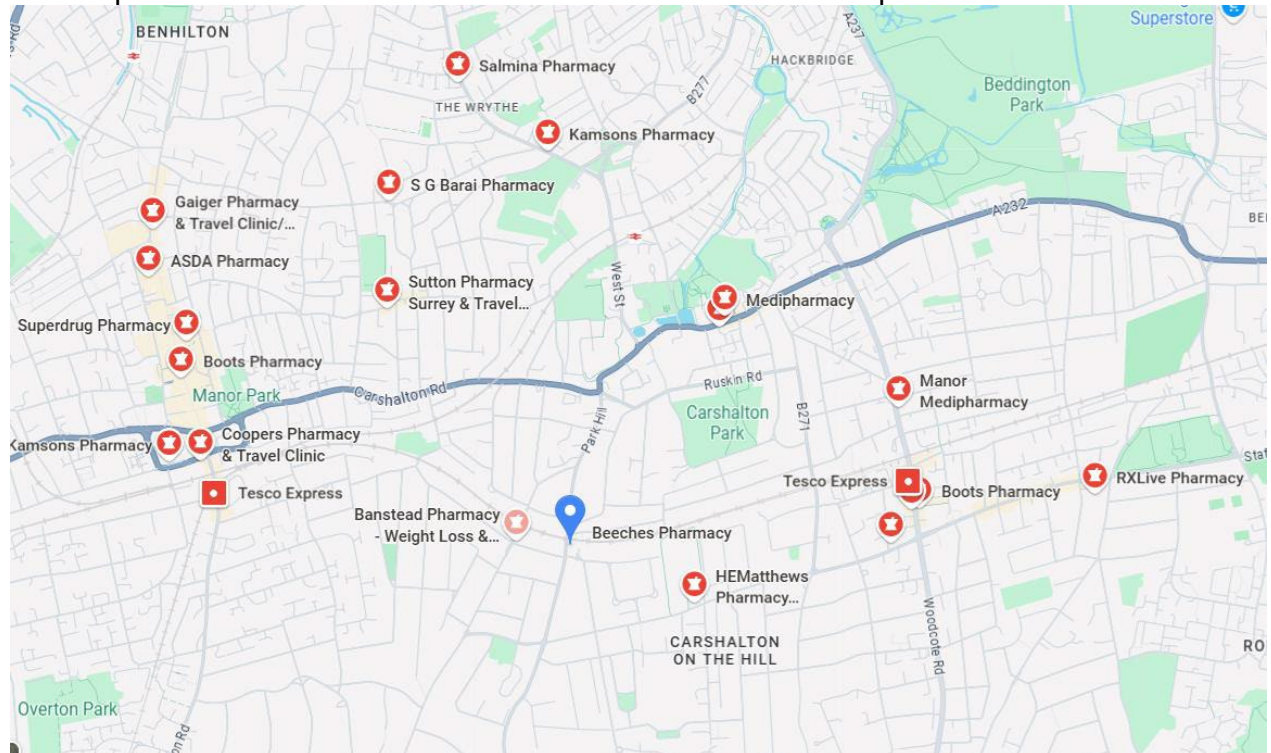 Superstore
BENHILTON
A237
HACKBRIDGE
Salmina Pharmacy
Beddington
Park
THE WRYTHE
B277
Kamsons Pharmacy
S G Barai Pharmacy
Gaiger Pharmacy
& Travel Clinic/...
A232
ASDA Pharmacy
West St
Sutton Pharmacy
Surrey & Travel...
Medipharmacy
Superdrug Pharmacy
Boots Pharmacy
Manor Park
Carshalton Rd
Ruskin Rd
Manor
Medipharmacy
Carshalton
Park
B271
Park Hill
Kamsons Pharmacy
Coopers Pharmacy
& Travel Clinic
Tesco Express
Tesco Express
Boots Pharmacy
RXLive Pharmacy
Banstead Pharmacy
- Weight Loss &...
Beeches Pharmacy
HEMatthews
Pharmacy...
Woodcote Rd
CARSHALTON
ON THE HILL
Overton Park